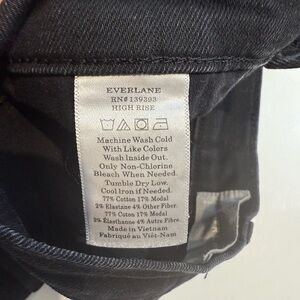 EVERLANE
RN# 139393
HIGH RISE
Machine Wash Cold
With Like Colors
Wash Inside Out.
Only Non-Chlorine
Bleach When Needed.
Tumble Dry Low.
Cool Iron if Needed.
77% Cotton 17% Modal
2% Elastane 4% Other Fiber.
77% Coton 17% Modal
2% Élasthanne 4% Autre Fibre.
Made in Vietnam
Fabriqué au Viêt-Nam